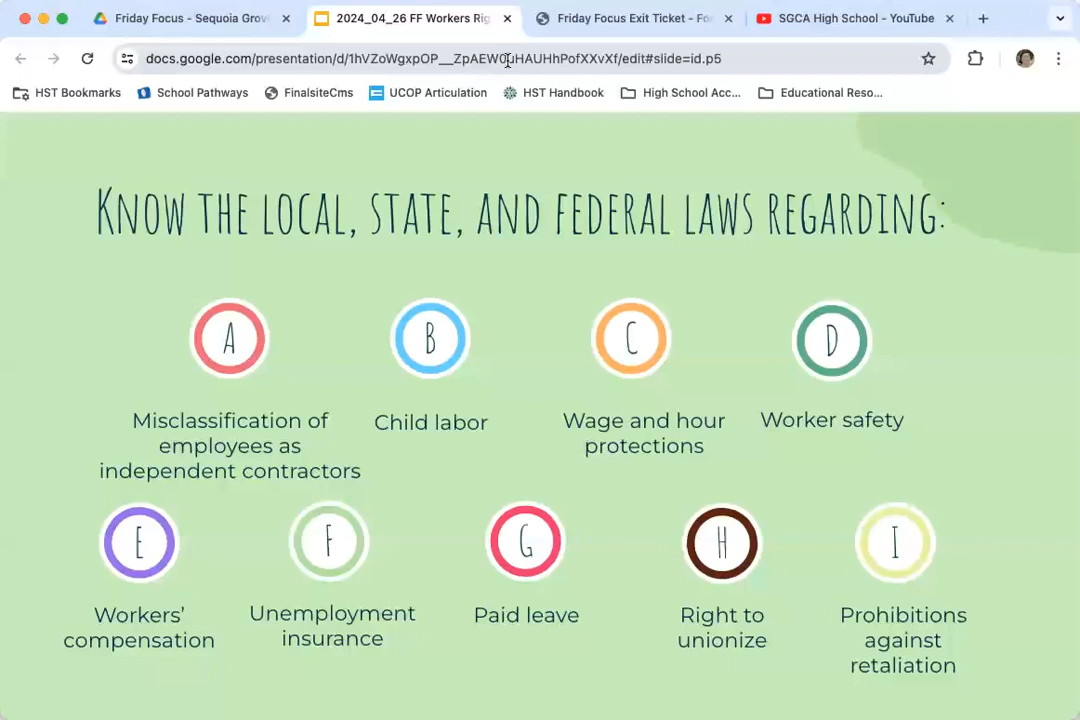 Friday Focus - Sequoia Grov
2024_04_26 FF Workers Rig
Friday Focus Exit Ticket - Fo
SGCA High School - YouTube
docs.google.com/presentation/d/1hVZoWgxpOP__ZpAEW0uHAUHhPofXXvXf/edit#slide=id.p5
HST Bookmarks
School Pathways
FinalsiteCms
UCOP Articulation
HST Handbook
High School Acc...
Educational Reso...
Know the local, state, and federal laws regarding:
A
B
C
D
Misclassification of
employees as
independent contractors
Child labor
Wage and hour
protections
Worker safety
E
F
G
H
I
Workers’
compensation
Unemployment
insurance
Paid leave
Right to
unionize
Prohibitions
against
retaliation